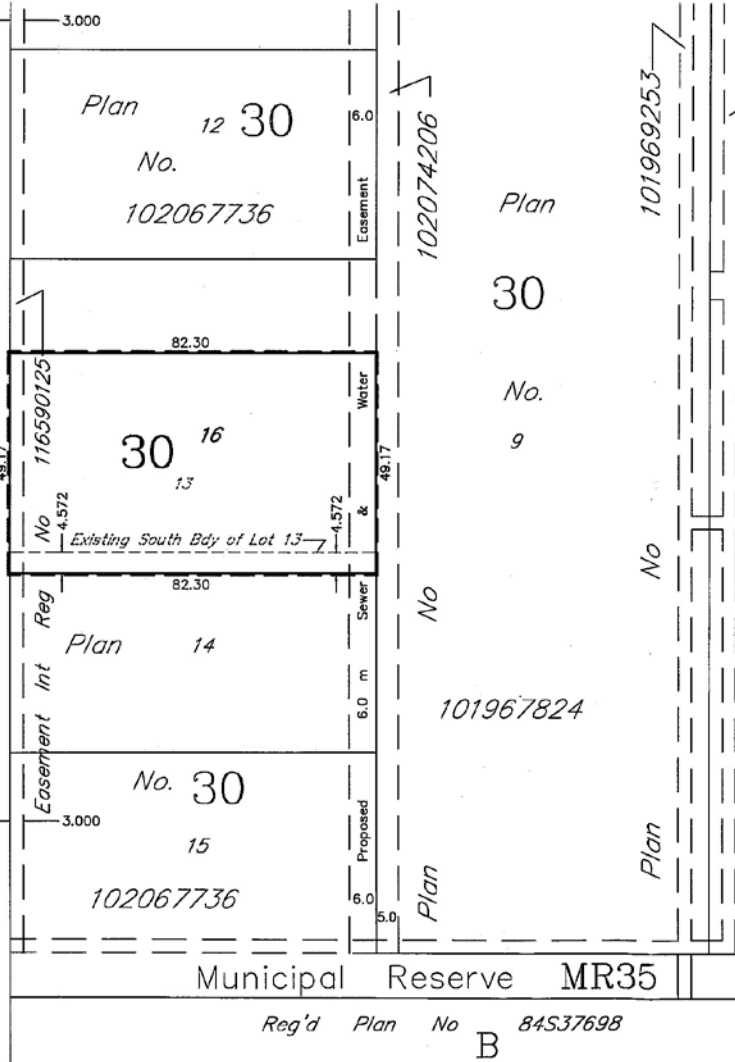 3.000
Plan
12 30
No.
102067736
6.0
Easement
102074206
101969253
Plan
30
No.
9
82.30
49.17
116590125
No
30 16
13
4.572
4.572
Existing South Bdy of Lot 13
Water
&
49.17
82.30
Easement Int Reg
Plan 14
Sewer
6.0 m
Proposed
No
No
101967824
No. 30
15
102067736
3.000
6.0
5.0
Plan
Plan
Municipal Reserve MR35
Reg'd Plan No 84S37698
B